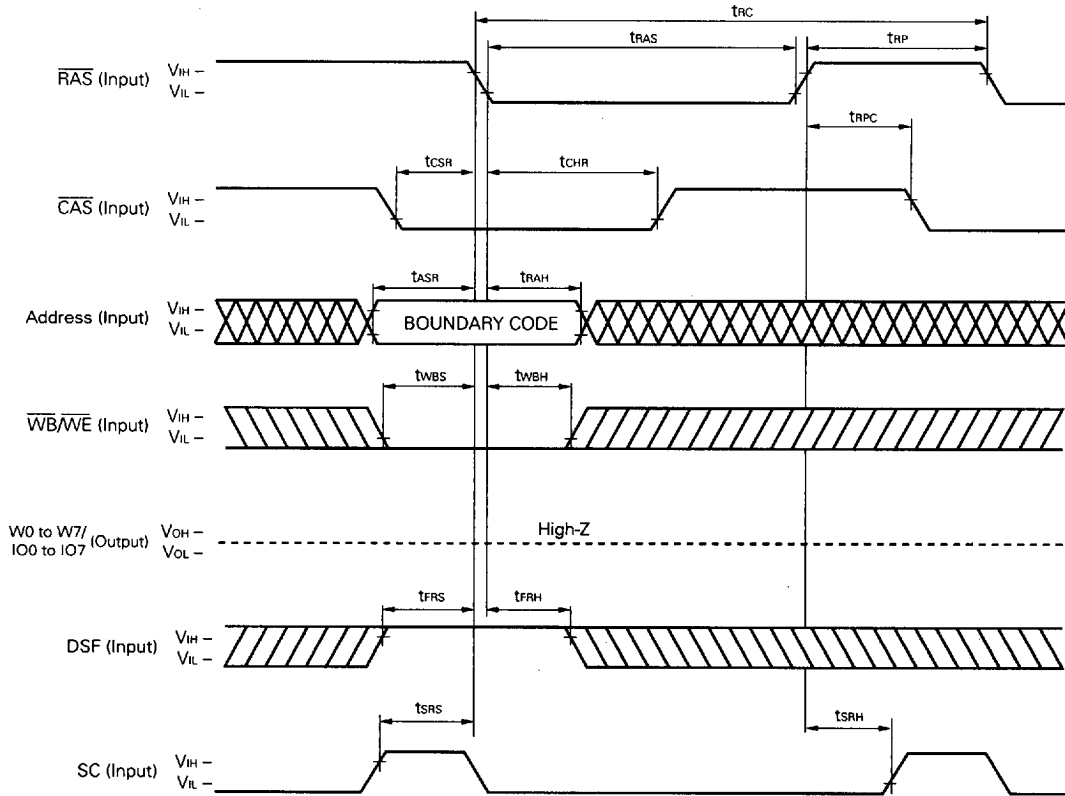 tRC
tRAS
tRP
RAS (Input)
VIH –
VIL –
tRPC
tCSR
tCHR
CAS (Input)
VIH –
VIL –
tASR
tRAH
Address (Input)
VIH –
VIL –
BOUNDARY CODE
tWBS
tWBH
WB/WE (Input)
VIH –
VIL –
W0 to W7/
IO0 to IO7
(Output)
VOH –
VOL –
High-Z
tFRS
tFRH
DSF (Input)
VIH –
VIL –
tSRS
tSRH
SC (Input)
VIH –
VIL –